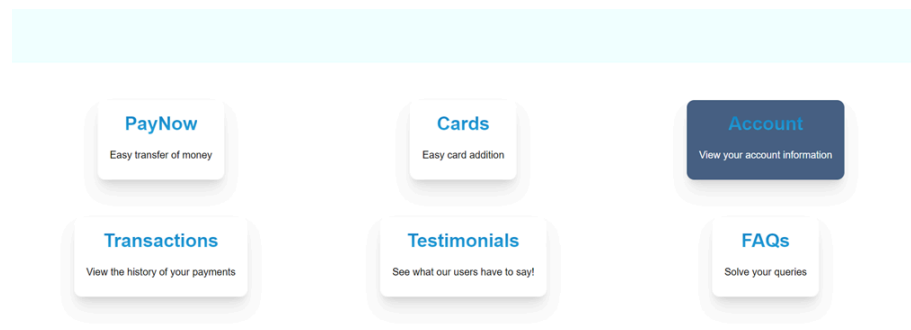 PayNow
Easy transfer of money
Cards
Easy card addition
Account
View your account information
Transactions
View the history of your payments
Testimonials
See what our users have to say!
FAQs
Solve your queries